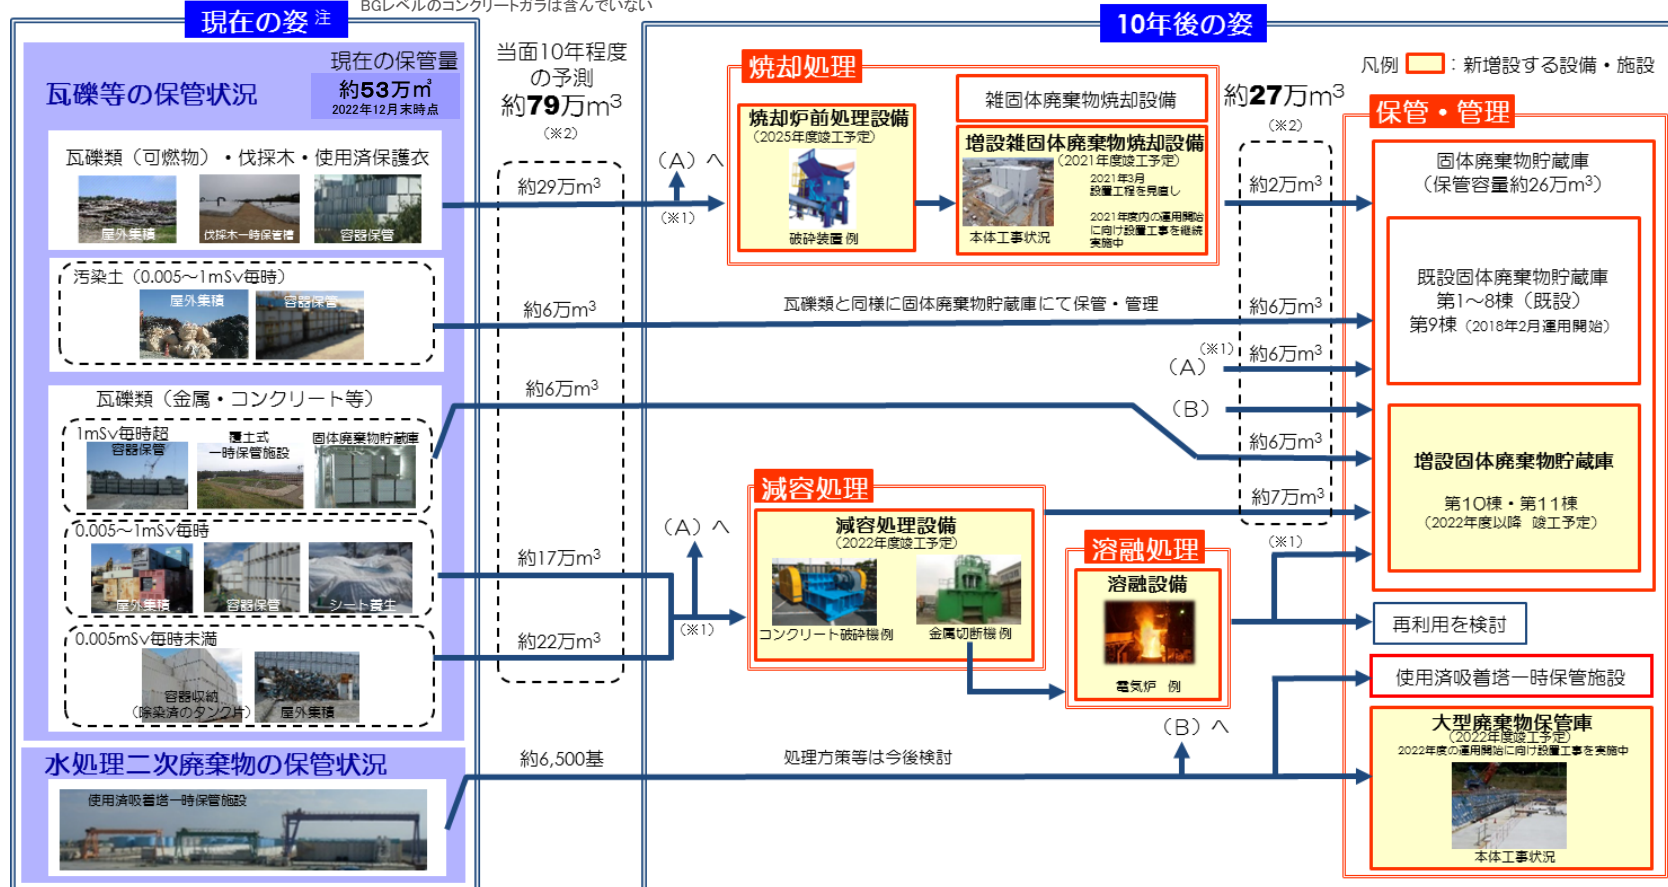 BGレベルのコンクリートガラは含んでいない
現在の姿 注
10年後の姿
瓦礫等の保管状況
現在の保管量
約53万㎥
2022年12月末時点
当面10年程度
の予測
約79万m³
(※2)
焼却処理
雑固体廃棄物焼却設備
約27万m³
(※2)
凡例 : 新増設する設備・施設
保管・管理
瓦礫類（可燃物）・伐採木・使用済保護衣
屋外集積
伐採木一時保管槽
容器保管
約29万m³
（A）へ
(※1)
焼却炉前処理設備
(2025年度竣工予定)
破砕装置例
増設雑固体廃棄物焼却設備
(2021年度竣工予定)
2021年3月
設置工程を見直し
2021年度内の運用開始
に向け設置工事を継続
実施中
本体工事状況
約2万m³
固体廃棄物貯蔵庫
（保管容量約26万m³）
既設固体廃棄物貯蔵庫
第1～8棟（既設）
第9棟（2018年2月運用開始）
汚染土（0.005～1mSv毎時）
屋外集積
容器保管
約6万m³
瓦礫類と同様に固体廃棄物貯蔵庫にて保管・管理
約6万m³
（A）
(※1)
約6万m³
瓦礫類（金属・コンクリート等）
1mSv毎時超
容器保管
覆土式
一時保管施設
固体廃棄物貯蔵庫
約6万m³
（B）
約6万m³
増設固体廃棄物貯蔵庫
第10棟・第11棟
（2022年度以降 竣工予定）
0.005～1mSv毎時
屋外集積
容器保管
シート養生
約17万m³
（A）へ
(※1)
減容処理
減容処理設備
(2022年度竣工予定)
コンクリート破砕機例
金属切断機例
約7万m³
溶融処理
溶融設備
電気炉 例
(※1)
再利用を検討
0.005mSv毎時未満
容器収納
(除染済のタンク片)
屋外集積
約22万m³
水処理二次廃棄物の保管状況
使用済吸着塔一時保管施設
約6,500基
処理方策等は今後検討
（B）へ
使用済吸着塔一時保管施設
大型廃棄物保管庫
(2022年度竣工予定)
2022年度の運用開始に向け設置工事を実施中
本体工事状況